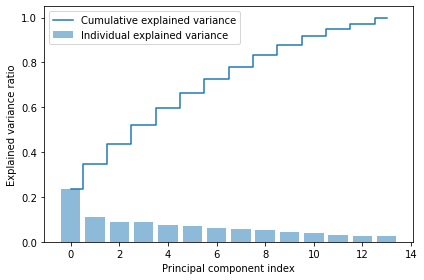 Cumulative explained variance
Individual explained variance
Explained variance ratio
1.0
0.8
0.6
0.4
0.2
0.0
0 2 4 6 8 10 12 14
Principal component index